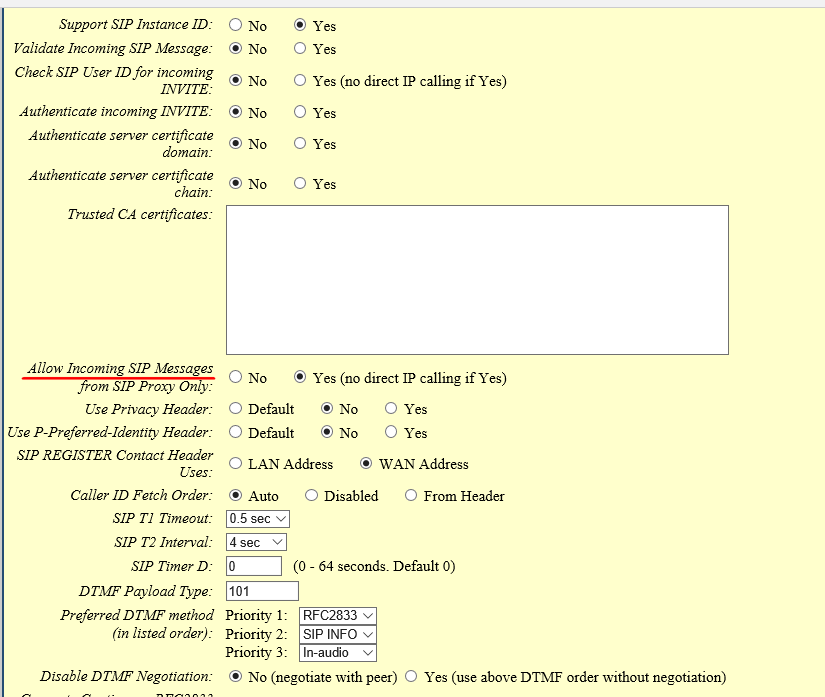 Support SIP Instance ID: No Yes
Validate Incoming SIP Message: No Yes
Check SIP User ID for incoming
INVITE: No Yes (no direct IP calling if Yes)
Authenticate incoming INVITE: No Yes
Authenticate server certificate
domain: No Yes
Authenticate server certificate
chain: No Yes
Trusted CA certificates:
Allow Incoming SIP Messages
from SIP Proxy Only: No Yes (no direct IP calling if Yes)
Use Privacy Header: Default No Yes
Use P-Preferred-Identity Header: Default No Yes
SIP REGISTER Contact Header
Uses: LAN Address WAN Address
Caller ID Fetch Order: Auto Disabled From Header
SIP T1 Timeout: 0.5 sec
SIP T2 Interval: 4 sec
SIP Timer D: 0 (0 - 64 seconds. Default 0)
DTMF Payload Type: 101
Preferred DTMF method Priority 1: RFC2833
(in listed order): Priority 2: SIP INFO
Priority 3: In-audio
Disable DTMF Negotiation: No (negotiate with peer) Yes (use above DTMF order without negotiation)